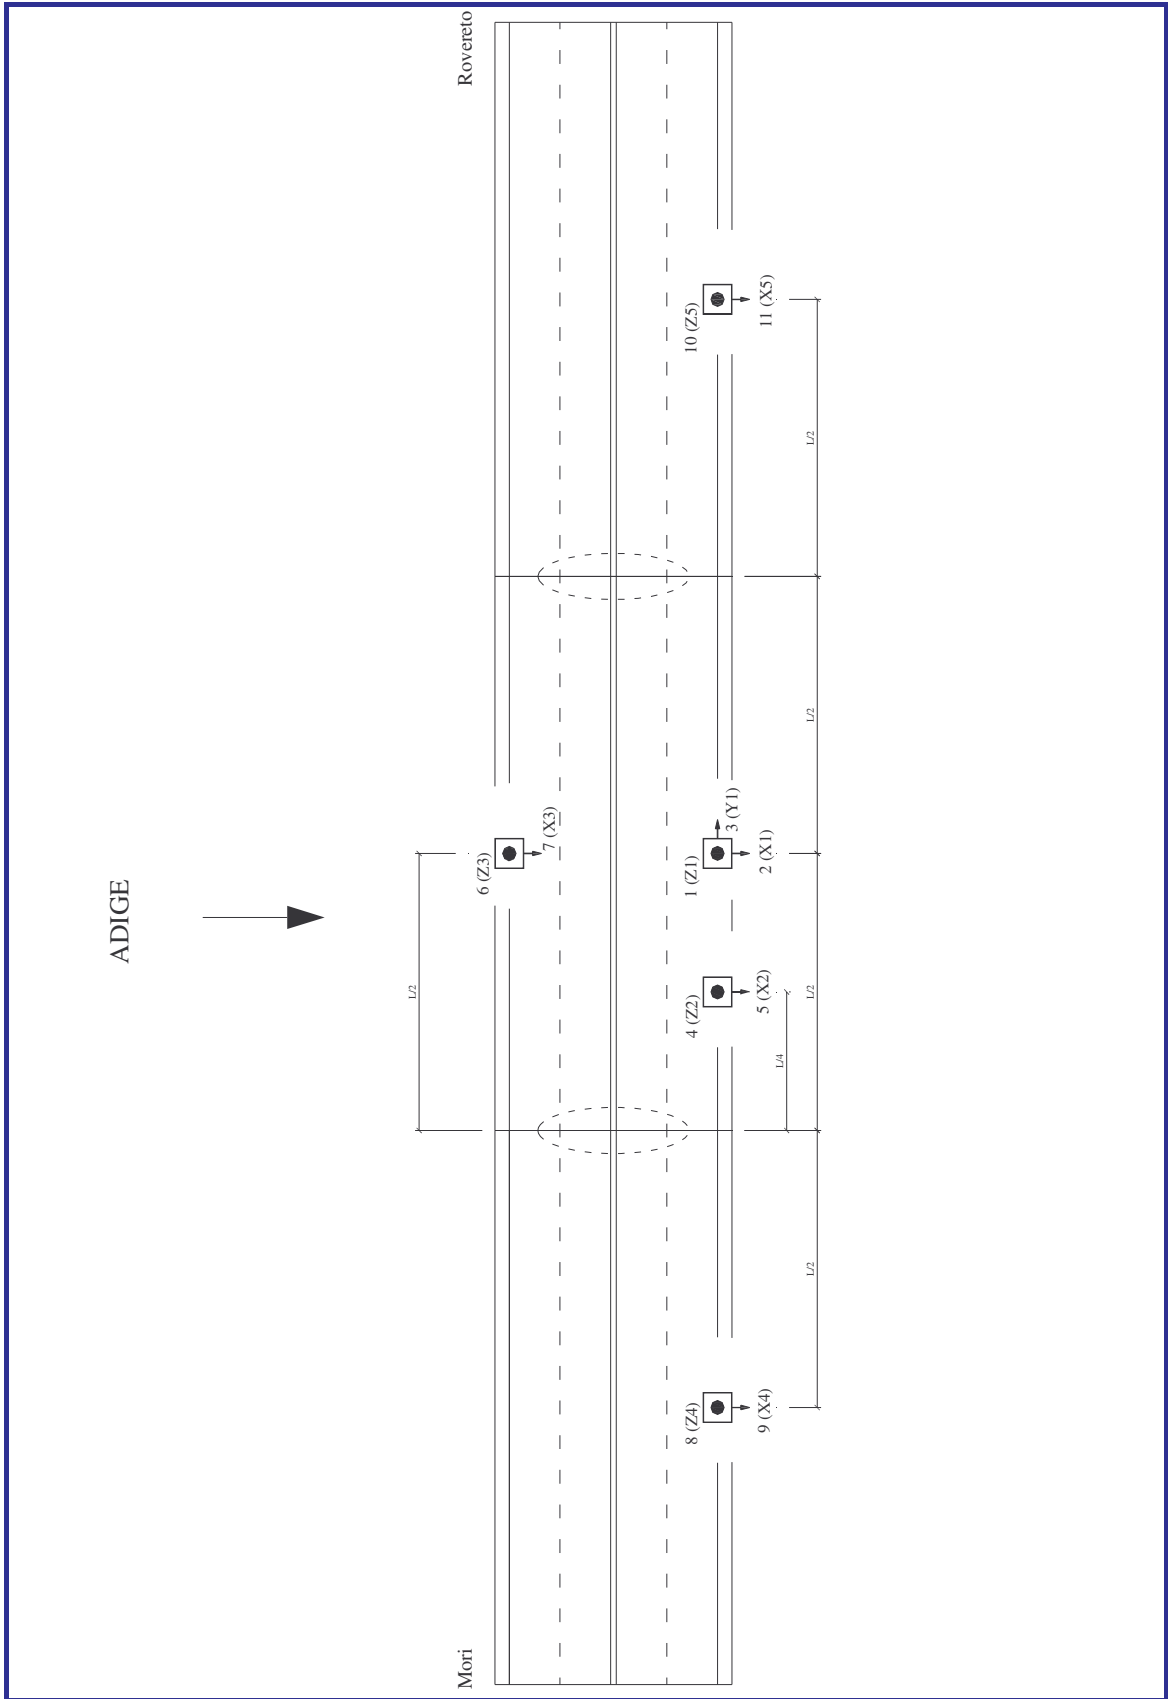 Rovereto
10 (Z5)
11 (X5)
L/2
L/2
3 (Y1)
7 (X3)
6 (Z3)
1 (Z1)
2 (X1)
ADIGE
L/2
4 (Z2)
5 (X2)
L/2
L/4
L/2
8 (Z4)
9 (X4)
Mori